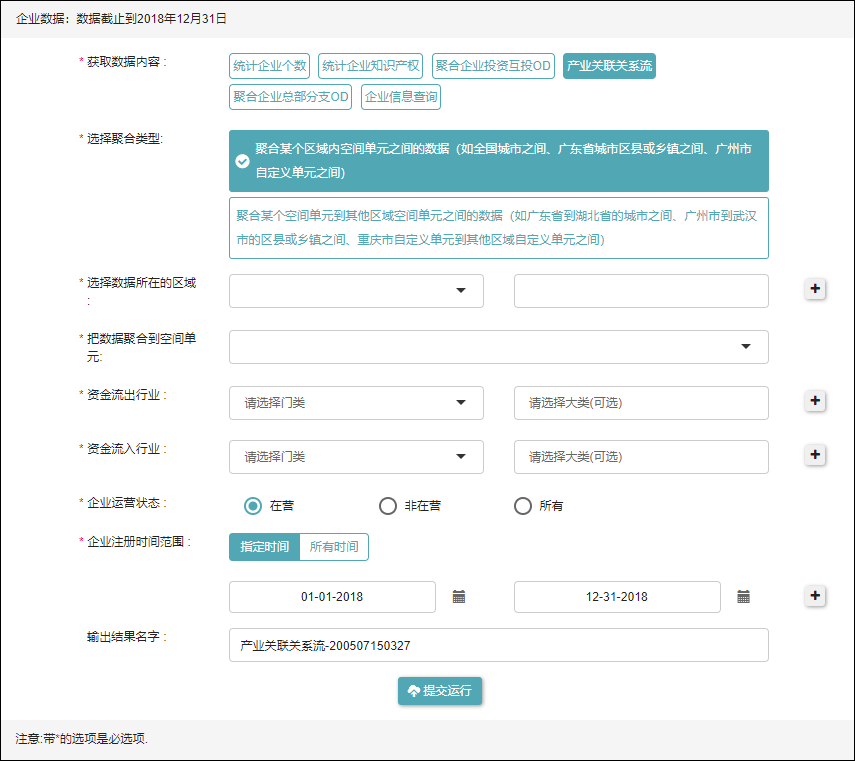 企业数据：数据截止到2018年12月31日
* 获取数据内容 :
统计企业个数 统计企业知识产权 聚合企业投资互投OD 产业关联关系流
聚合企业总部分支OD 企业信息查询
* 选择聚合类型:
聚合某个区域内空间单元之间的数据（如全国城市之间、广东省城市区县或乡镇之间、广州市
自定义单元之间）
聚合某个空间单元到其他区域空间单元之间的数据（如广东省到湖北省的城市之间、广州市到武汉
市的区县或乡镇之间、重庆市自定义单元到其他区域自定义单元之间）
* 选择数据所在的区域
:
* 把数据聚合到空间单
元:
* 资金流出行业 : 请选择门类 请选择大类(可选)
* 资金流入行业 : 请选择门类 请选择大类(可选)
* 企业运营状态 : 在营 非在营 所有
* 企业注册时间范围 : 指定时间 所有时间
01-01-2018 12-31-2018
输出结果名字 : 产业关联关系流-200507150327
提交运行
注意:带*的选项是必选项.